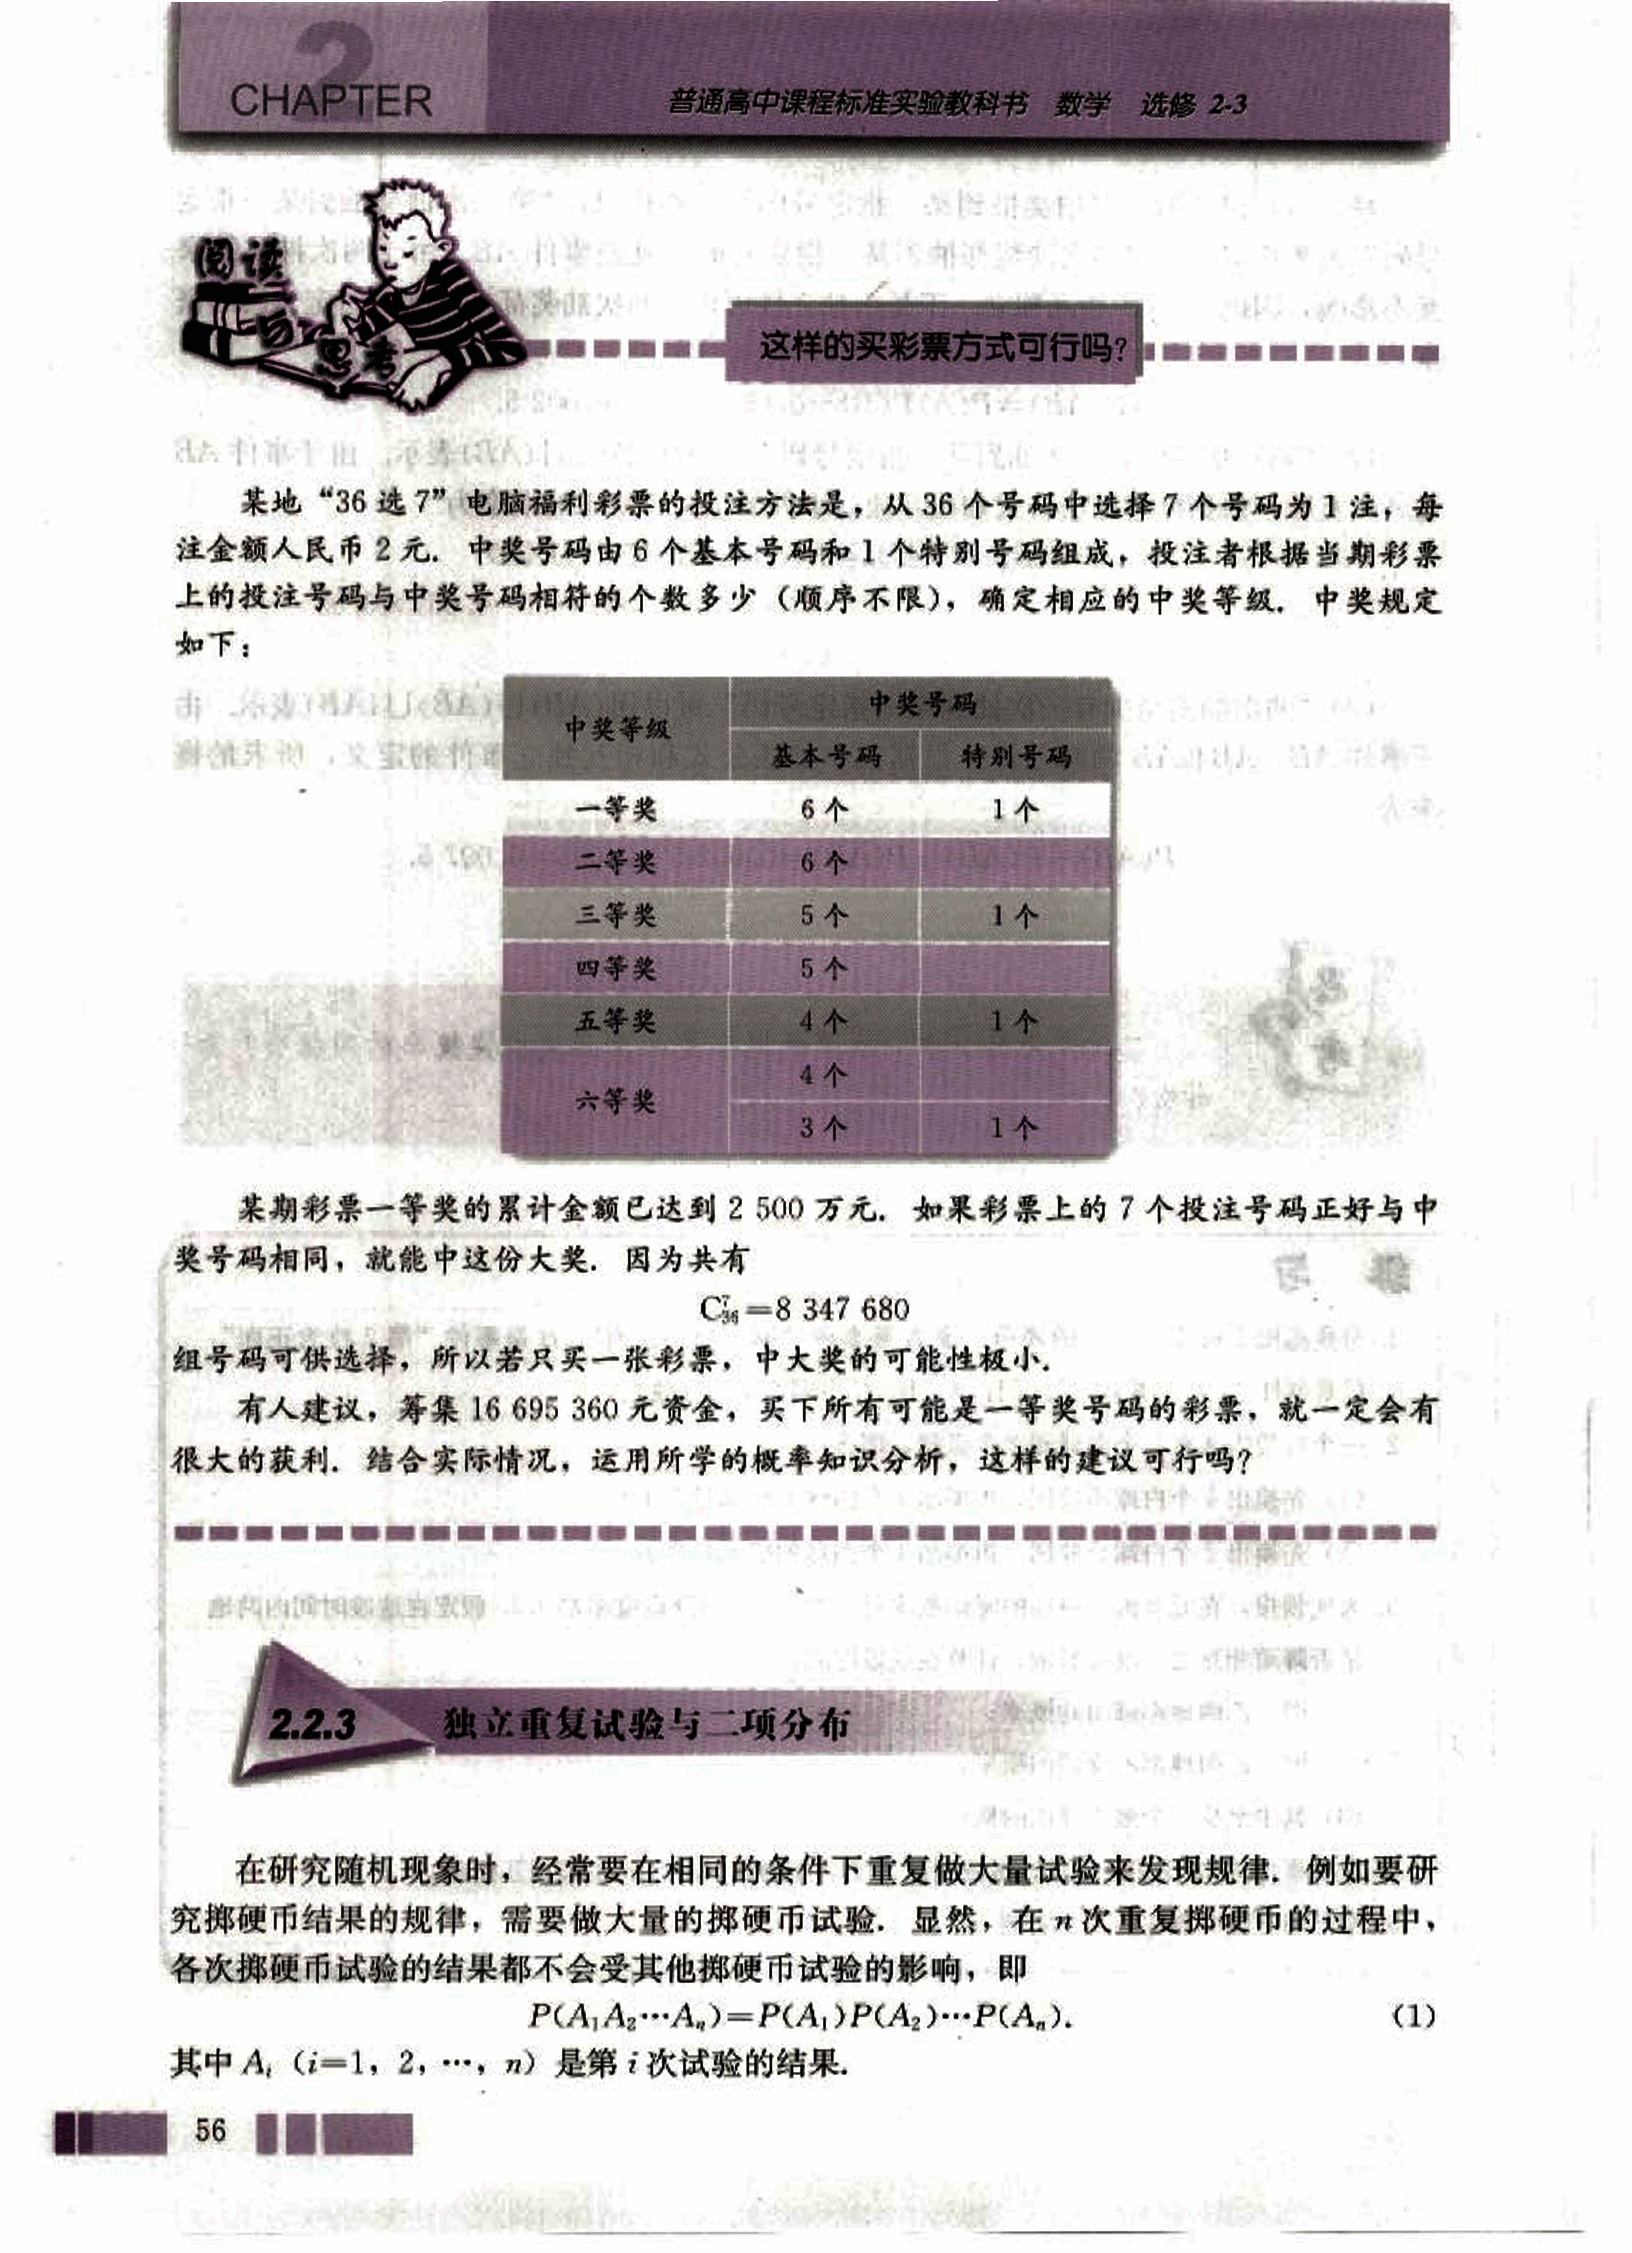 2
CHAPTER
普通高中课程标准实验教科书 数学 选修 2-3
阅读
与
思考
这样的买彩票方式可行吗?
某地“36 选 7”电脑福利彩票的投注方法是，从 36 个号码中选择 7 个号码为 1 注，每
注金额人民币 2 元. 中奖号码由 6 个基本号码和 1 个特别号码组成，投注者根据当期彩票
上的投注号码与中奖号码相符的个数多少（顺序不限），确定相应的中奖等级. 中奖规定
如下：
中奖等级 中奖号码
基本号码 特别号码
一等奖 6 个 1 个
二等奖 6 个
三等奖 5 个 1 个
四等奖 5 个
五等奖 4 个 1 个
六等奖 4 个
3 个 1 个
某期彩票一等奖的累计金额已达到 2 500 万元. 如果彩票上的 7 个投注号码正好与中
奖号码相同，就能中这份大奖. 因为共有
C⁷₃₆=8 347 680
组号码可供选择，所以若只买一张彩票，中大奖的可能性极小.
有人建议，筹集 16 695 360 元资金，买下所有可能是一等奖号码的彩票，就一定会有
很大的获利. 结合实际情况，运用所学的概率知识分析，这样的建议可行吗?
2.2.3 独立重复试验与二项分布
在研究随机现象时，经常要在相同的条件下重复做大量试验来发现规律. 例如要研
究掷硬币结果的规律，需要做大量的掷硬币试验. 显然，在 n 次重复掷硬币的过程中，
各次掷硬币试验的结果都不会受其他掷硬币试验的影响，即
P(A₁A₂⋯Aₙ)=P(A₁)P(A₂)⋯P(Aₙ). (1)
其中 Aᵢ（i=1，2，⋯，n）是第 i 次试验的结果.
56